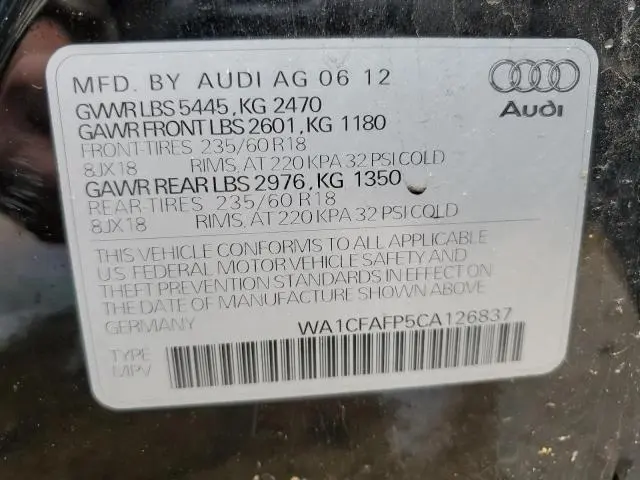 MFD. BY AUDI AG 06 12
Audi
GVWR LBS 5445, KG 2470
GAWR FRONT LBS 2601, KG 1180
FRONT-TIRES 235/60 R18
8JX18 RIMS, AT 220 KPA 32 PSI COLD
GAWR REAR LBS 2976, KG 1350
REAR-TIRES 235/60 R18
8JX18 RIMS, AT 220 KPA 32 PSI COLD
THIS VEHICLE CONFORMS TO ALL APPLICABLE
U.S. FEDERAL MOTOR VEHICLE SAFETY AND
THEFT PREVENTION STANDARDS IN EFFECT ON
THE DATE OF MANUFACTURE SHOWN ABOVE
GERMANY WA1CFAFP5CA126837
TYPE
MPV